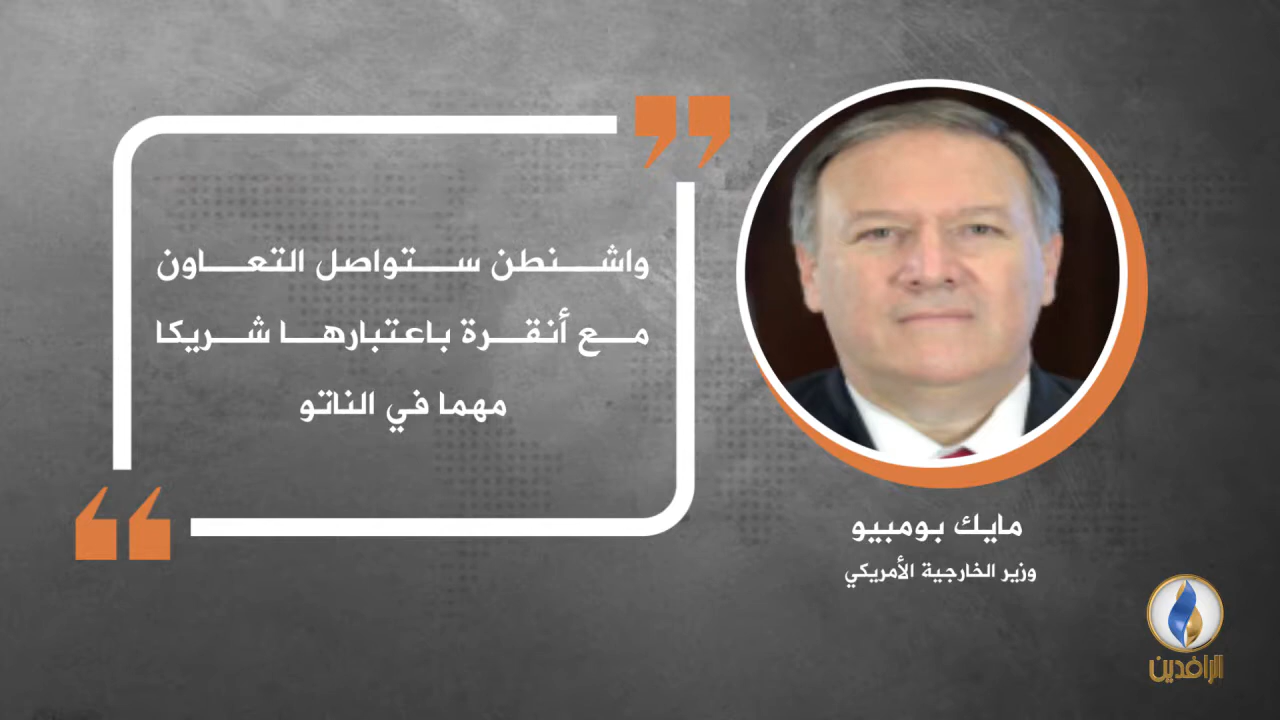 واشنطن ستواصل التعاون
مع أنقرة باعتبارها شريكا
مهما في الناتو
مايك بومبيو
وزير الخارجية الأمريكي
الرافدين